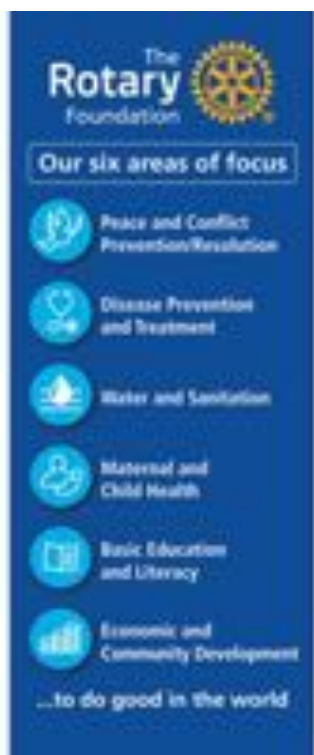 The
Rotary
Foundation
Our six areas of focus
Peace and Conflict
Prevention/Resolution
Disease Prevention
and Treatment
Water and Sanitation
Maternal and
Child Health
Basic Education
and Literacy
Economic and
Community Development
...to do good in the world